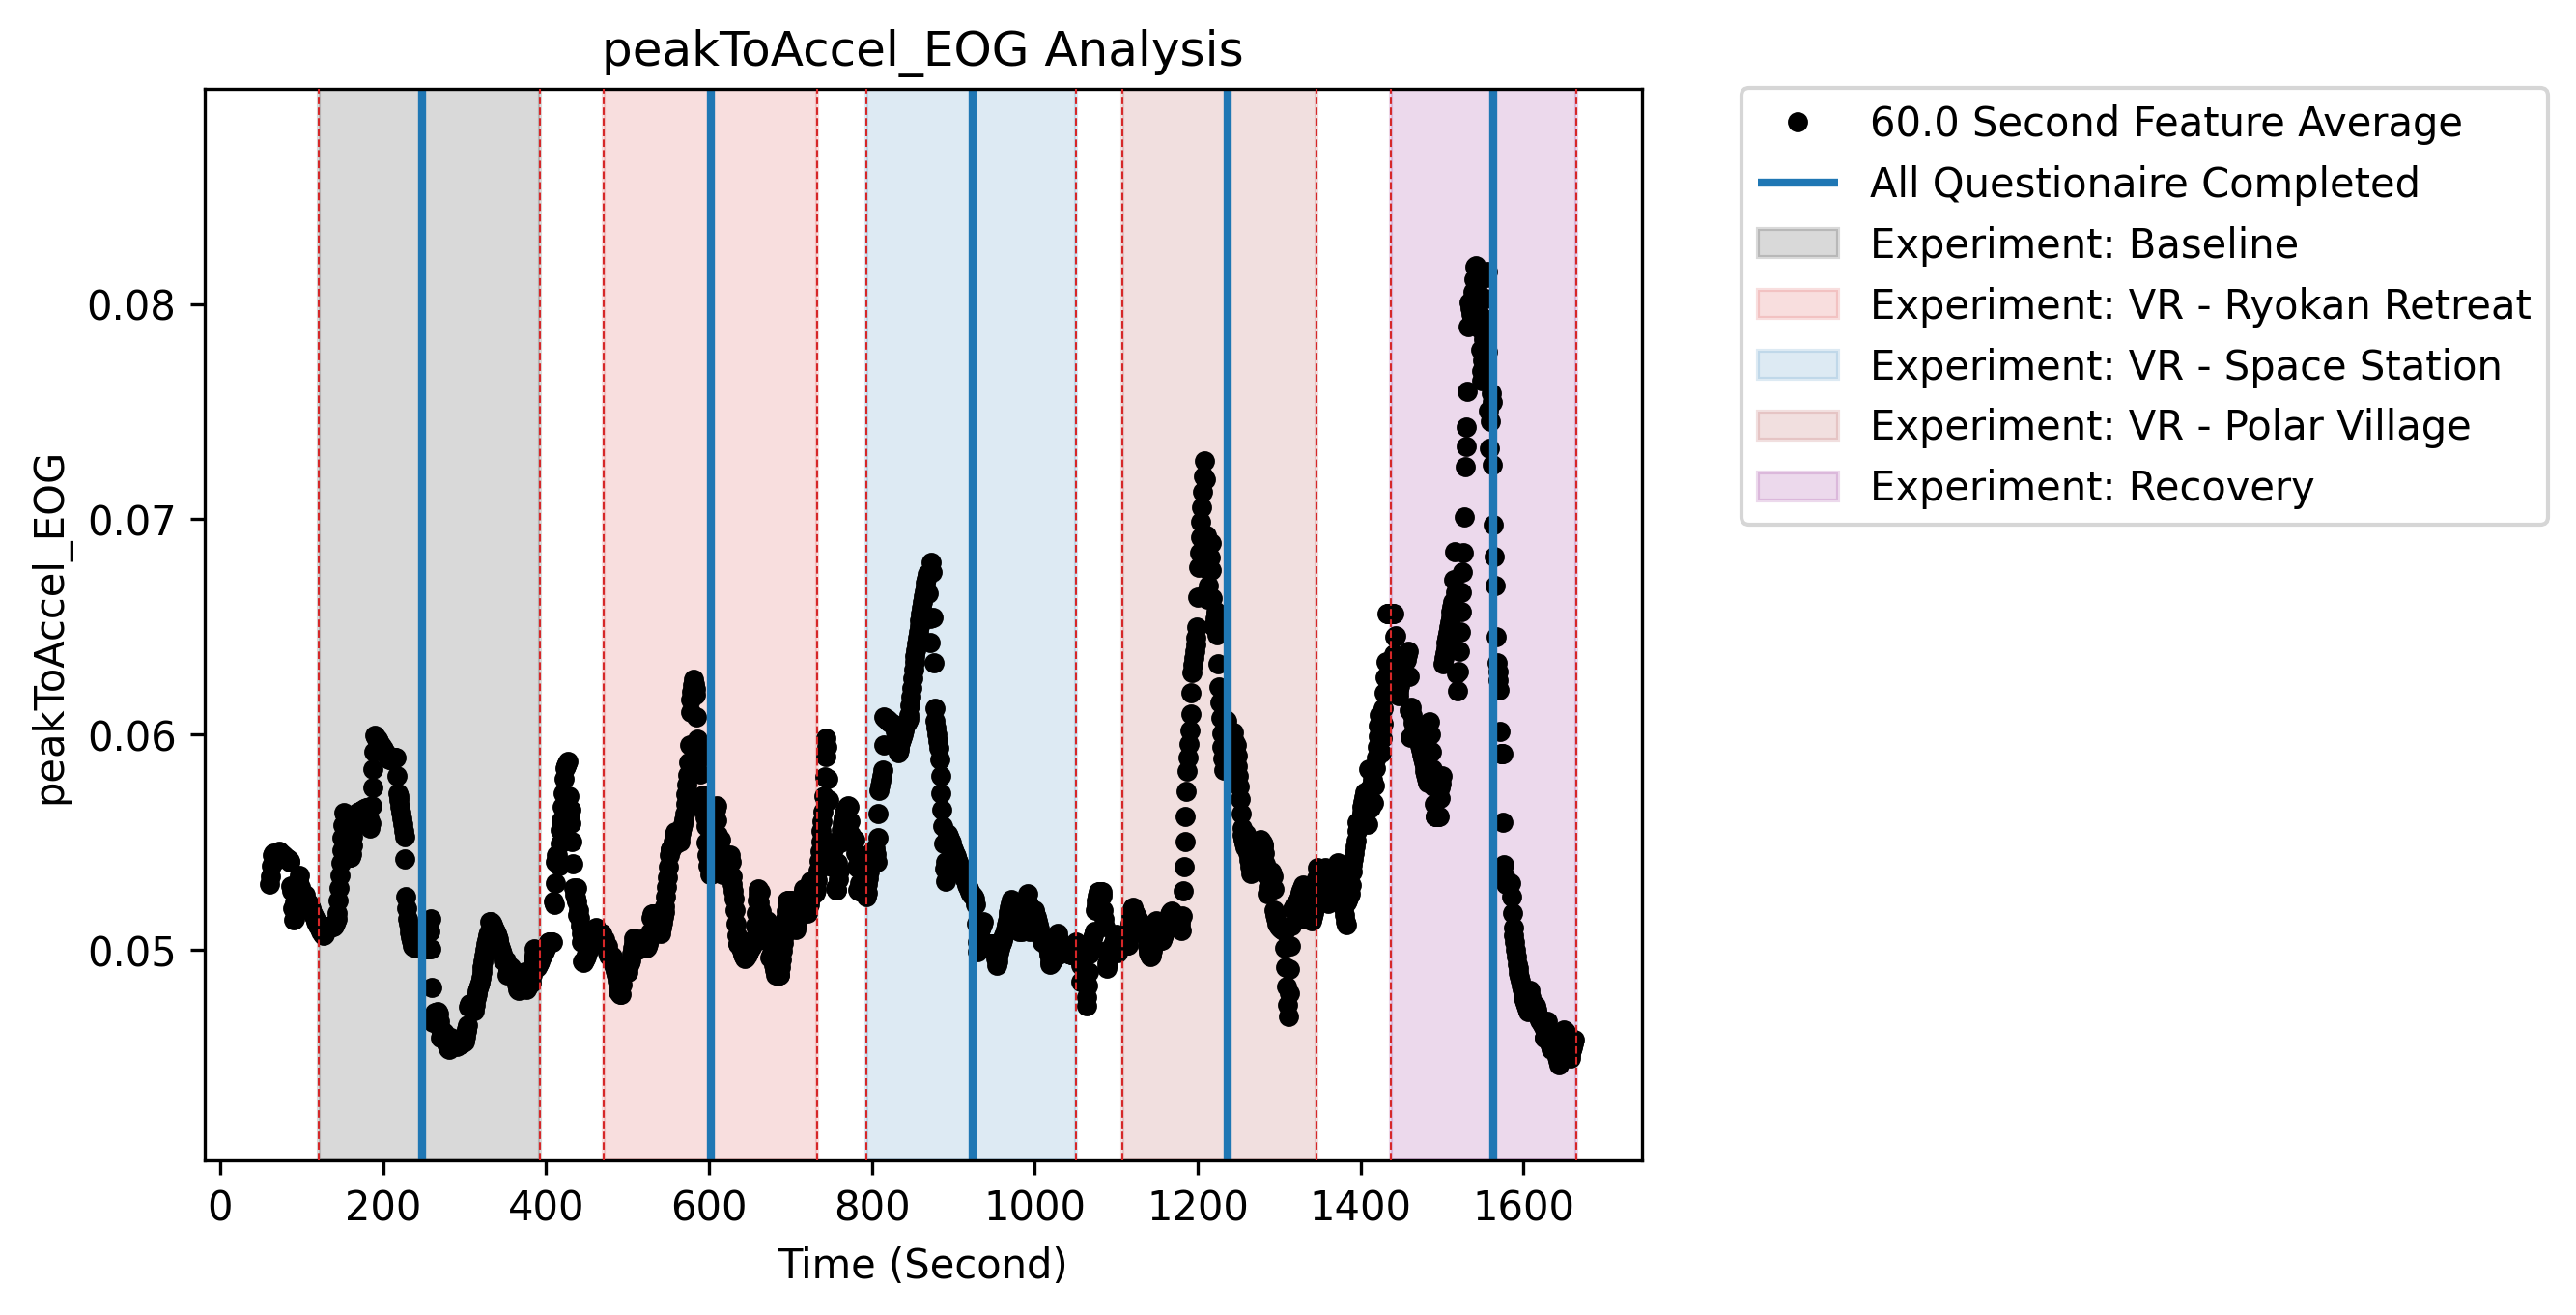 peakToAccel_EOG Analysis
peakToAccel_EOG
0.08
0.07
0.06
0.05
0 200 400 600 800 1000 1200 1400 1600
Time (Second)
60.0 Second Feature Average
All Questionaire Completed
Experiment: Baseline
Experiment: VR - Ryokan Retreat
Experiment: VR - Space Station
Experiment: VR - Polar Village
Experiment: Recovery